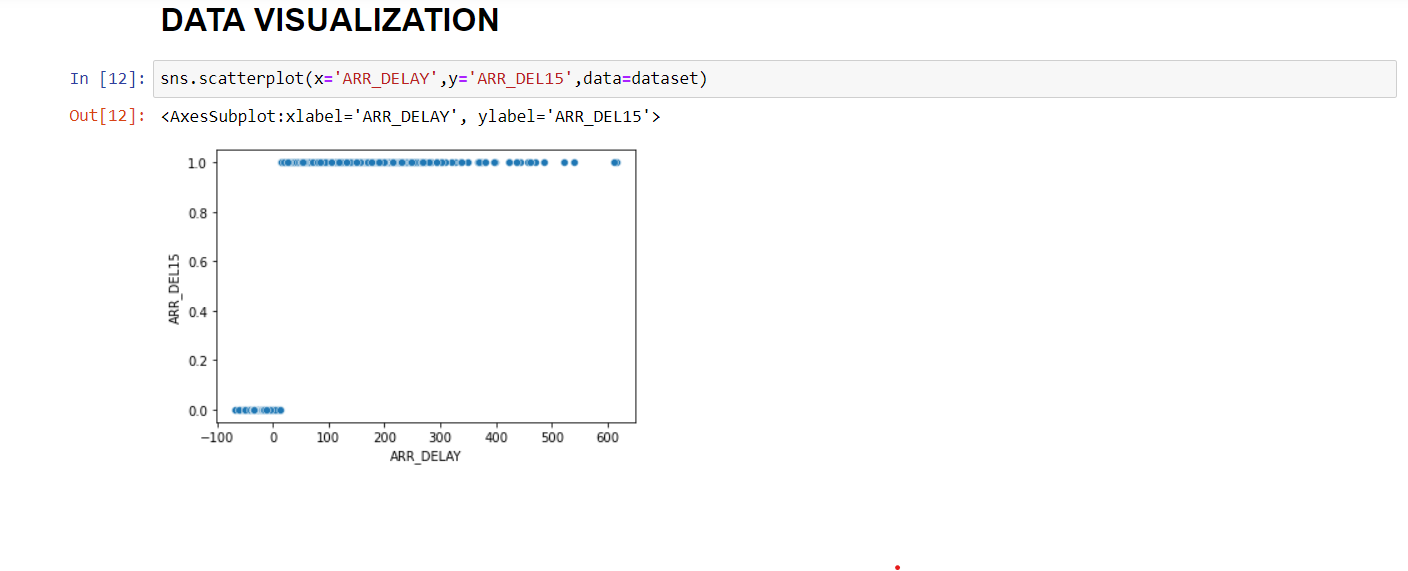 DATA VISUALIZATION
In [12]: sns.scatterplot(x='ARR_DELAY',y='ARR_DEL15',data=dataset)
Out[12]: <AxesSubplot:xlabel='ARR_DELAY', ylabel='ARR_DEL15'>
1.0
0.8
0.6
0.4
0.2
0.0
ARR_DEL15
−100 0 100 200 300 400 500 600
ARR_DELAY